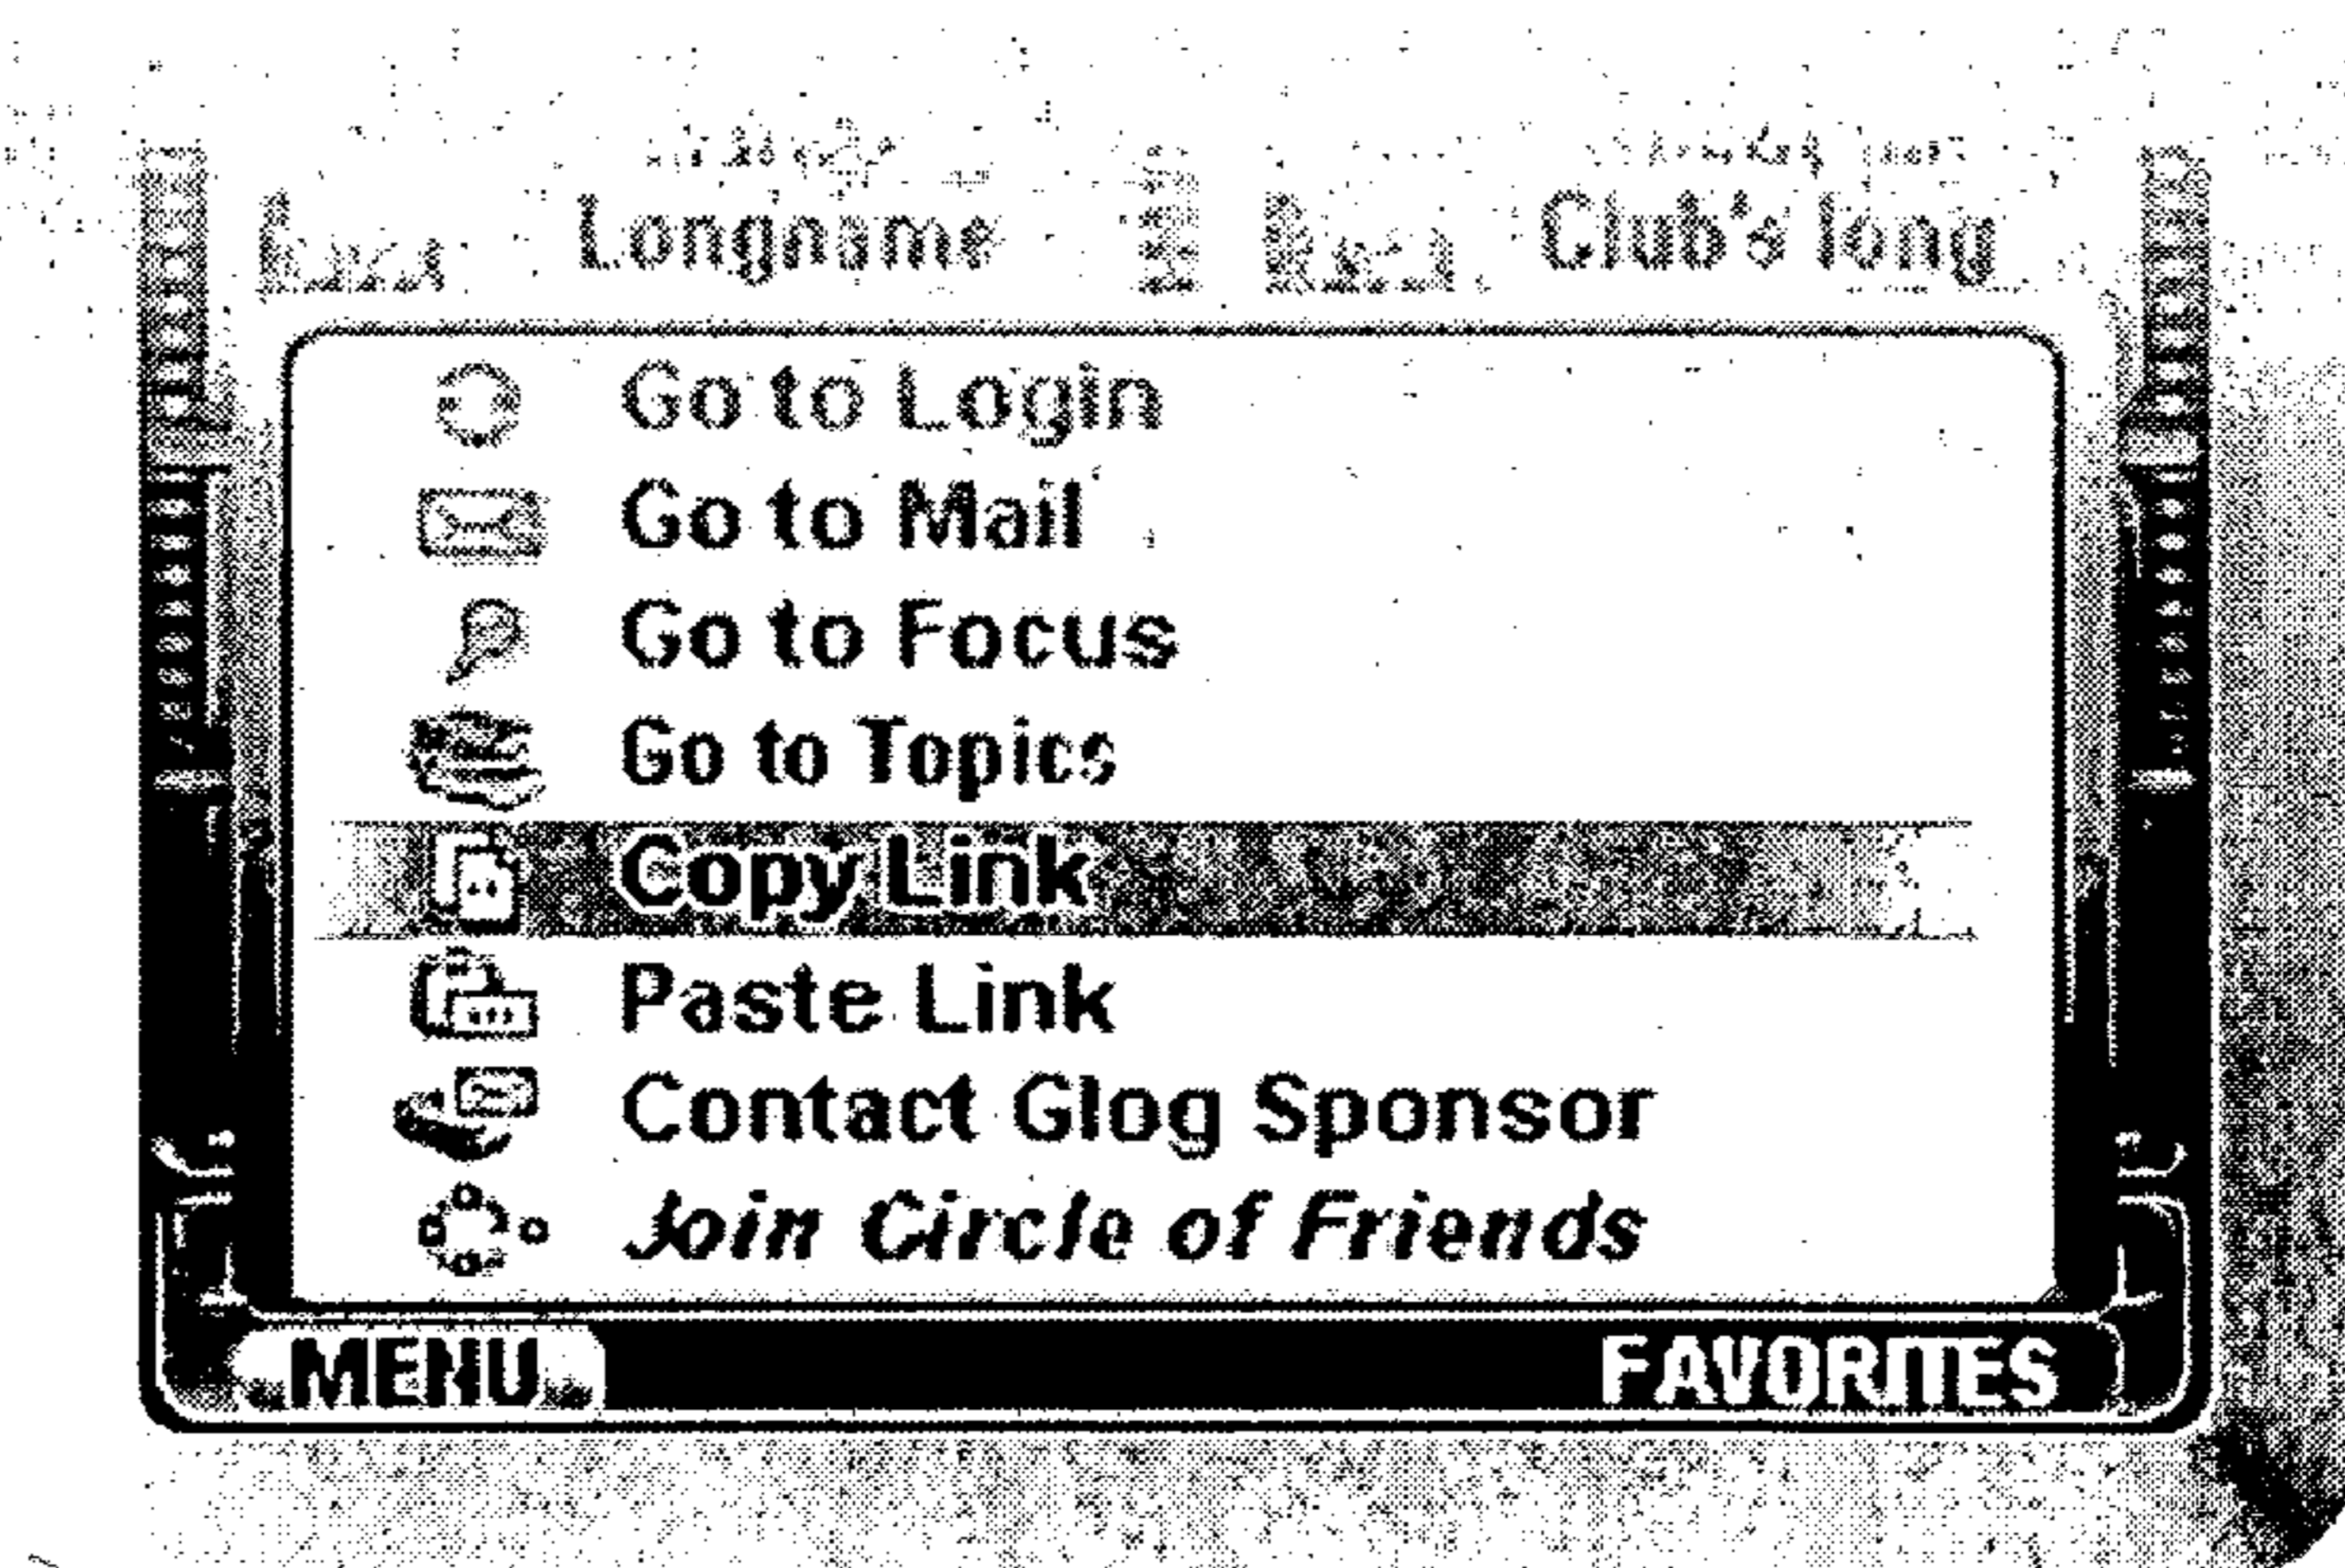 Longname Club's long
Go to Login
Go to Mail
Go to Focus
Go to Topics
Copy Link
Paste Link
Contact Glog Sponsor
Join Circle of Friends
MENU FAVORITES